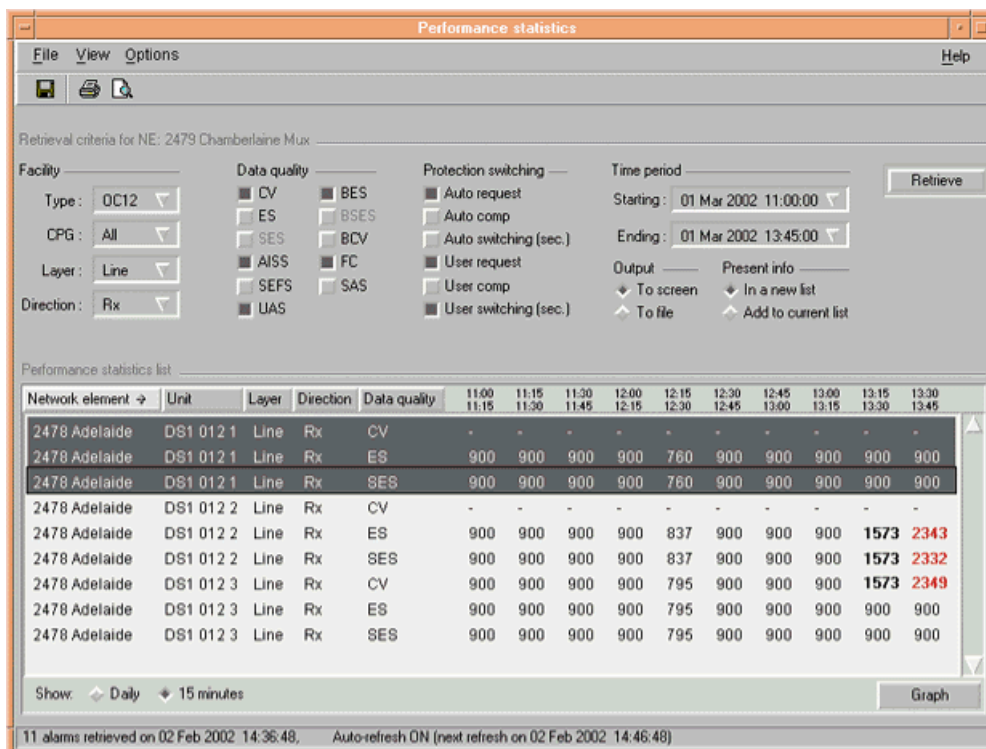 Performance statistics
File View Options Help
Retrieval criteria for NE: 2479 Chamberlaine Mux
Facility
Type : OC12
CPG : All
Layer : Line
Direction : Rx
Data quality
CV BES
ES BSES
SES BCV
AISS FC
SEFS SAS
UAS
Protection switching
Auto request
Auto comp
Auto switching (sec.)
User request
User comp
User switching (sec.)
Time period
Starting : 01 Mar 2002 11:00:00
Ending : 01 Mar 2002 13:45:00
Output
To screen
To file
Present info
In a new list
Add to current list
Retrieve
Performance statistics list
Network element → Unit Layer Direction Data quality 11:00 11:15 11:30 12:00 12:15 12:30 12:45 13:00 13:15 13:30
11:15 11:30 11:45 12:15 12:30 12:45 13:00 13:15 13:30 13:45
2478 Adelaide DS1 012 1 Line Rx CV - - - - - - - - - -
2478 Adelaide DS1 012 1 Line Rx ES 900 900 900 900 760 900 900 900 900 900
2478 Adelaide DS1 012 1 Line Rx SES 900 900 900 900 760 900 900 900 900 900
2478 Adelaide DS1 012 2 Line Rx CV - - - - - - - - - -
2478 Adelaide DS1 012 2 Line Rx ES 900 900 900 900 837 900 900 900 1573 2343
2478 Adelaide DS1 012 2 Line Rx SES 900 900 900 900 837 900 900 900 1573 2332
2478 Adelaide DS1 012 3 Line Rx CV 900 900 900 900 795 900 900 900 1573 2349
2478 Adelaide DS1 012 3 Line Rx ES 900 900 900 900 795 900 900 900 900 900
2478 Adelaide DS1 012 3 Line Rx SES 900 900 900 900 795 900 900 900 900 900
Show: Daily 15 minutes Graph
11 alarms retrieved on 02 Feb 2002 14:36:48, Auto-refresh ON (next refresh on 02 Feb 2002 14:46:48)